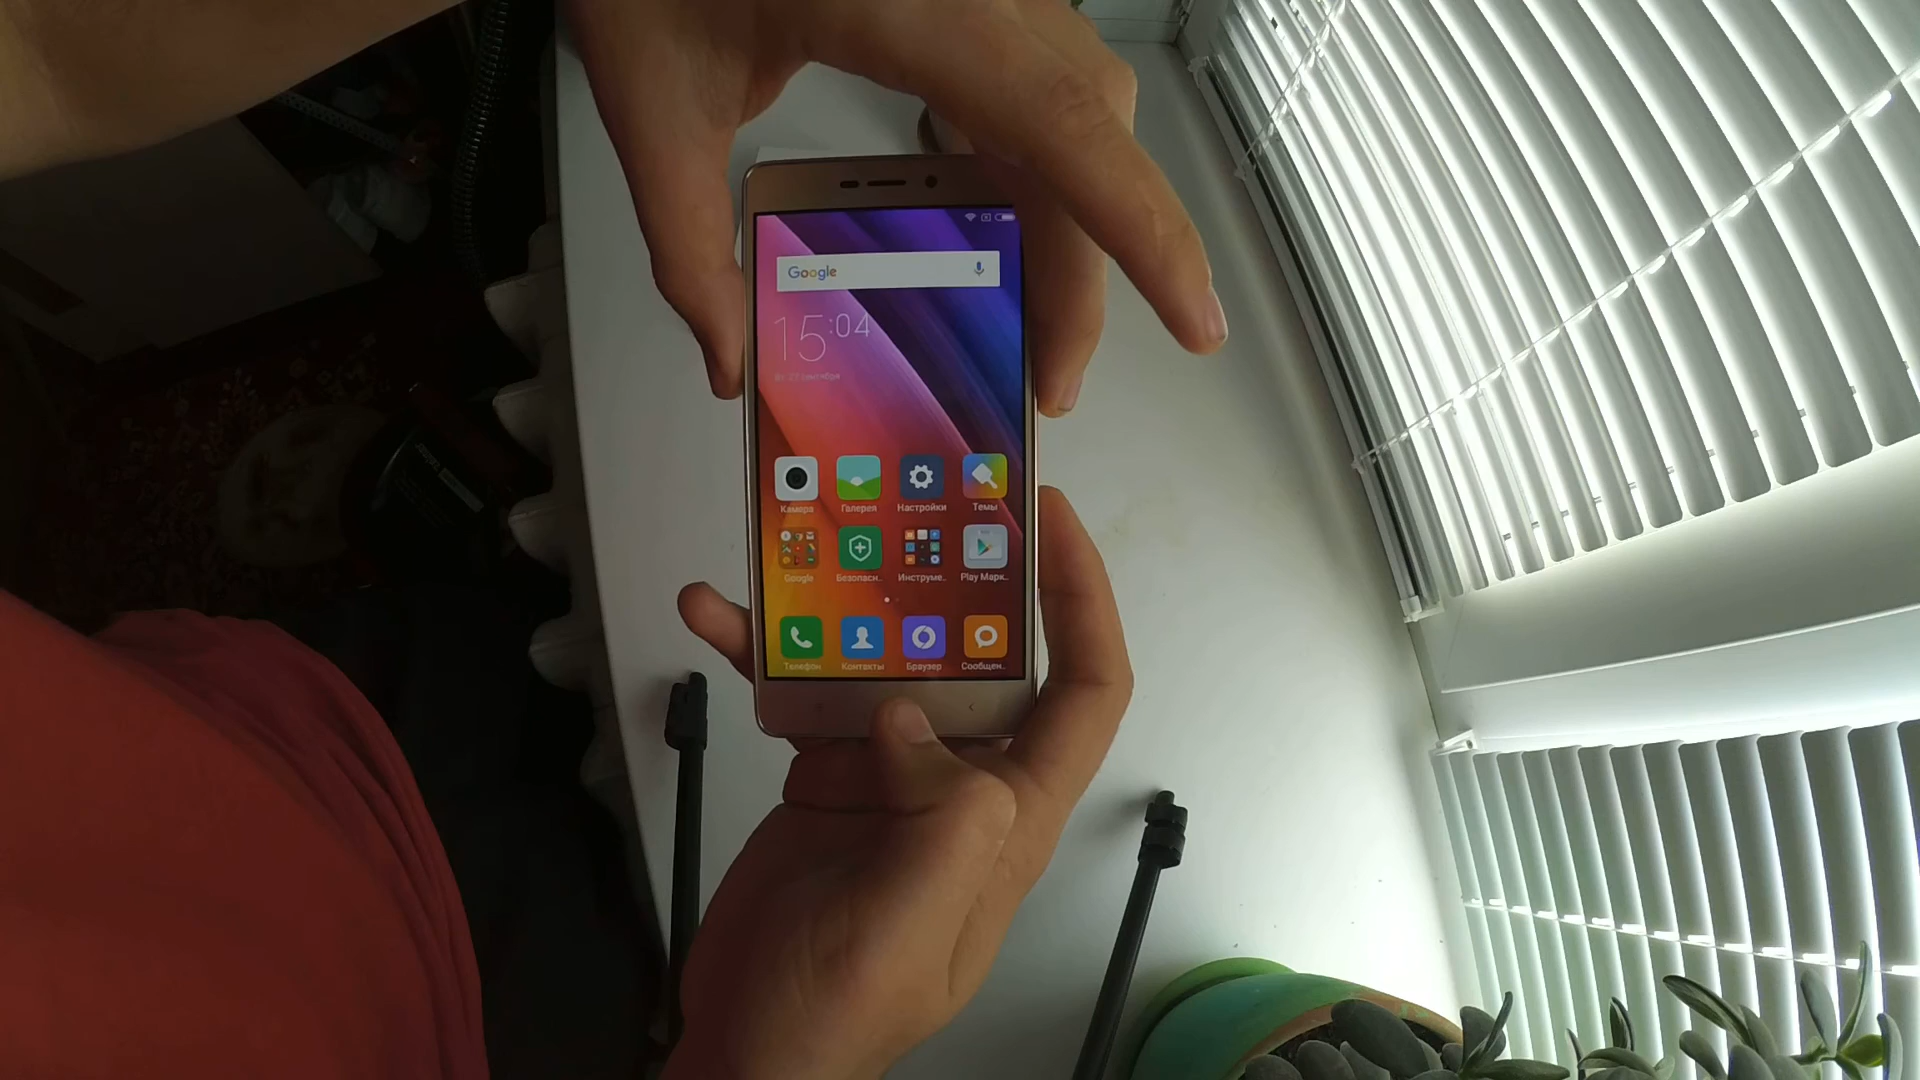 Google
15:04
Камера Галерея Настройки Темы
Google Безопасн.. Инструме.. Play Марк..
Телефон Контакты Браузер Сообщен..